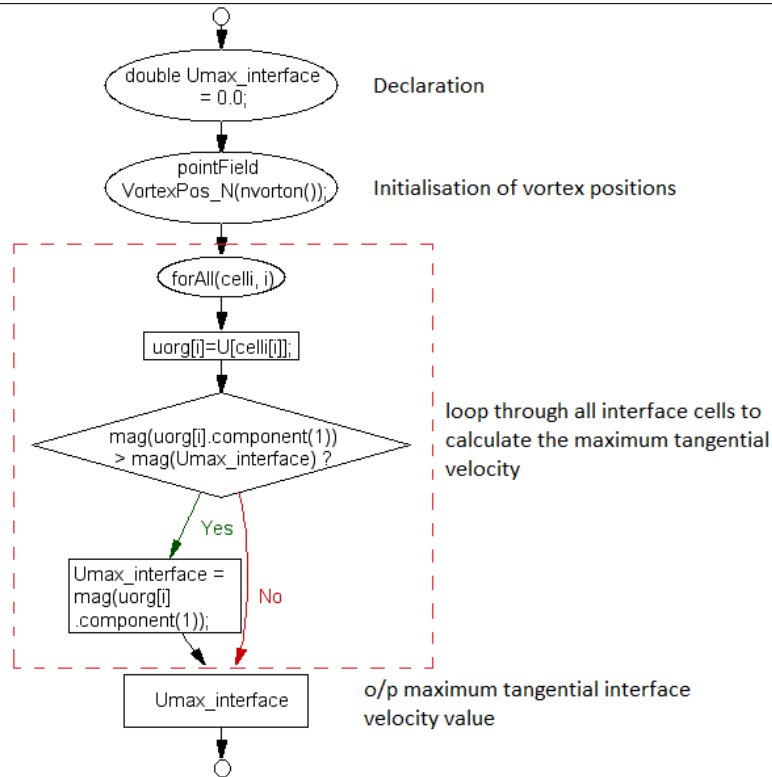 double Umax_interface
= 0.0;
Declaration
pointField
VortexPos_N(nvorton());
Initialisation of vortex positions
forAll(celli, i)
uorg[i]=U[celli[i]];
mag(uorg[i].component(1))
> mag(Umax_interface) ?
loop through all interface cells to
calculate the maximum tangential
velocity
Yes
No
Umax_interface =
mag(uorg[i]
.component(1));
Umax_interface
o/p maximum tangential interface
velocity value